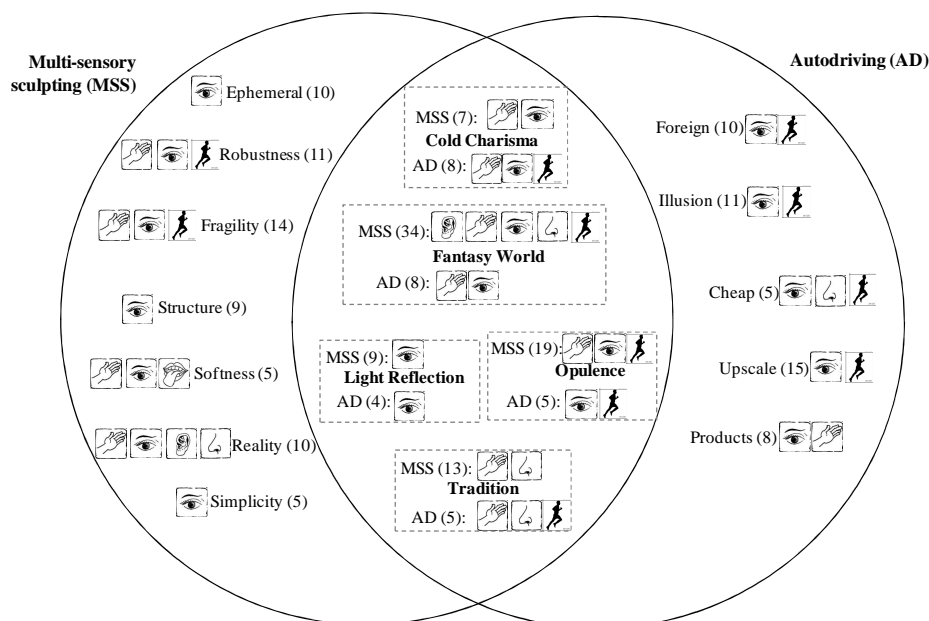 Multi-sensory
sculpting (MSS)
Autodriving (AD)
Ephemeral (10)
Robustness (11)
Fragility (14)
Structure (9)
Softness (5)
Reality (10)
Simplicity (5)
MSS (7):
Cold Charisma
AD (8):
MSS (34):
Fantasy World
AD (8):
MSS (9):
Light Reflection
AD (4):
MSS (19):
Opulence
AD (5):
MSS (13):
Tradition
AD (5):
Foreign (10)
Illusion (11)
Cheap (5)
Upscale (15)
Products (8)